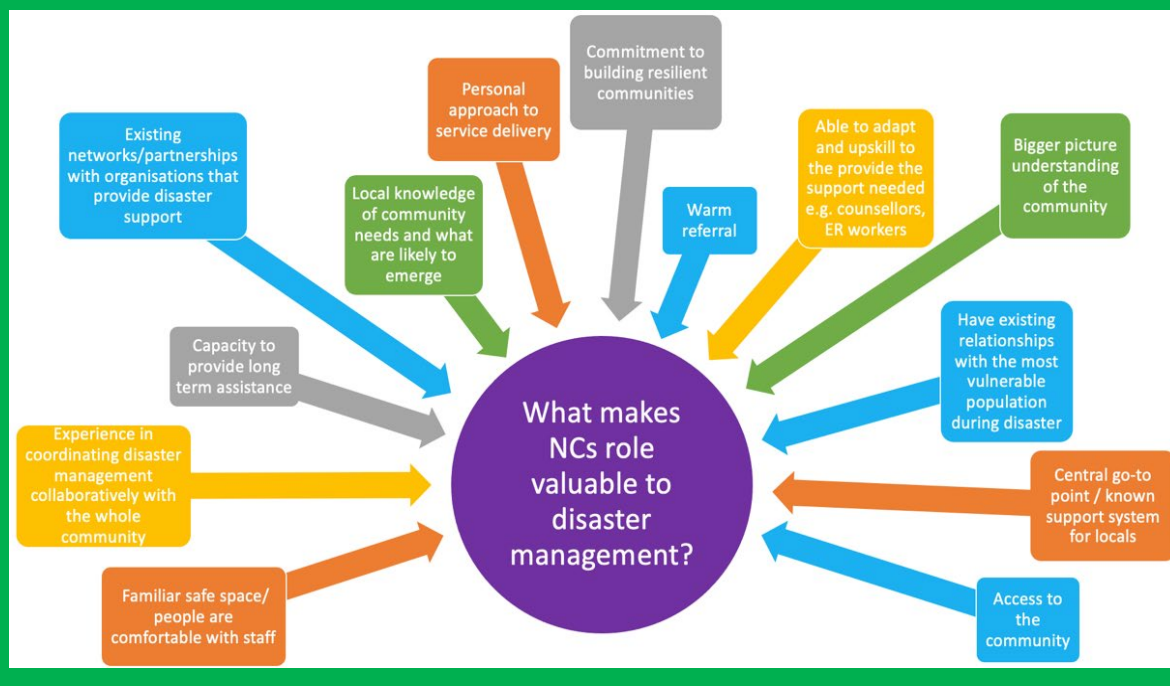 Commitment to
building resilient
communities
Personal
approach to
service delivery
Existing
networks/partnerships
with organisations that
provide disaster
support
Able to adapt
and upskill to
the provide the
support needed
e.g. counsellors,
ER workers
Bigger picture
understanding
of the
community
Local knowledge
of community
needs and what
are likely to
emerge
Warm
referral
Capacity to
provide long
term assistance
Have existing
relationships
with the most
vulnerable
population
during disaster
Experience in
coordinating disaster
management
collaboratively with
the whole
community
What makes
NCs role
valuable to
disaster
management?
Central go-to
point / known
support system
for locals
Familiar safe space/
people are
comfortable with staff
Access to
the
community